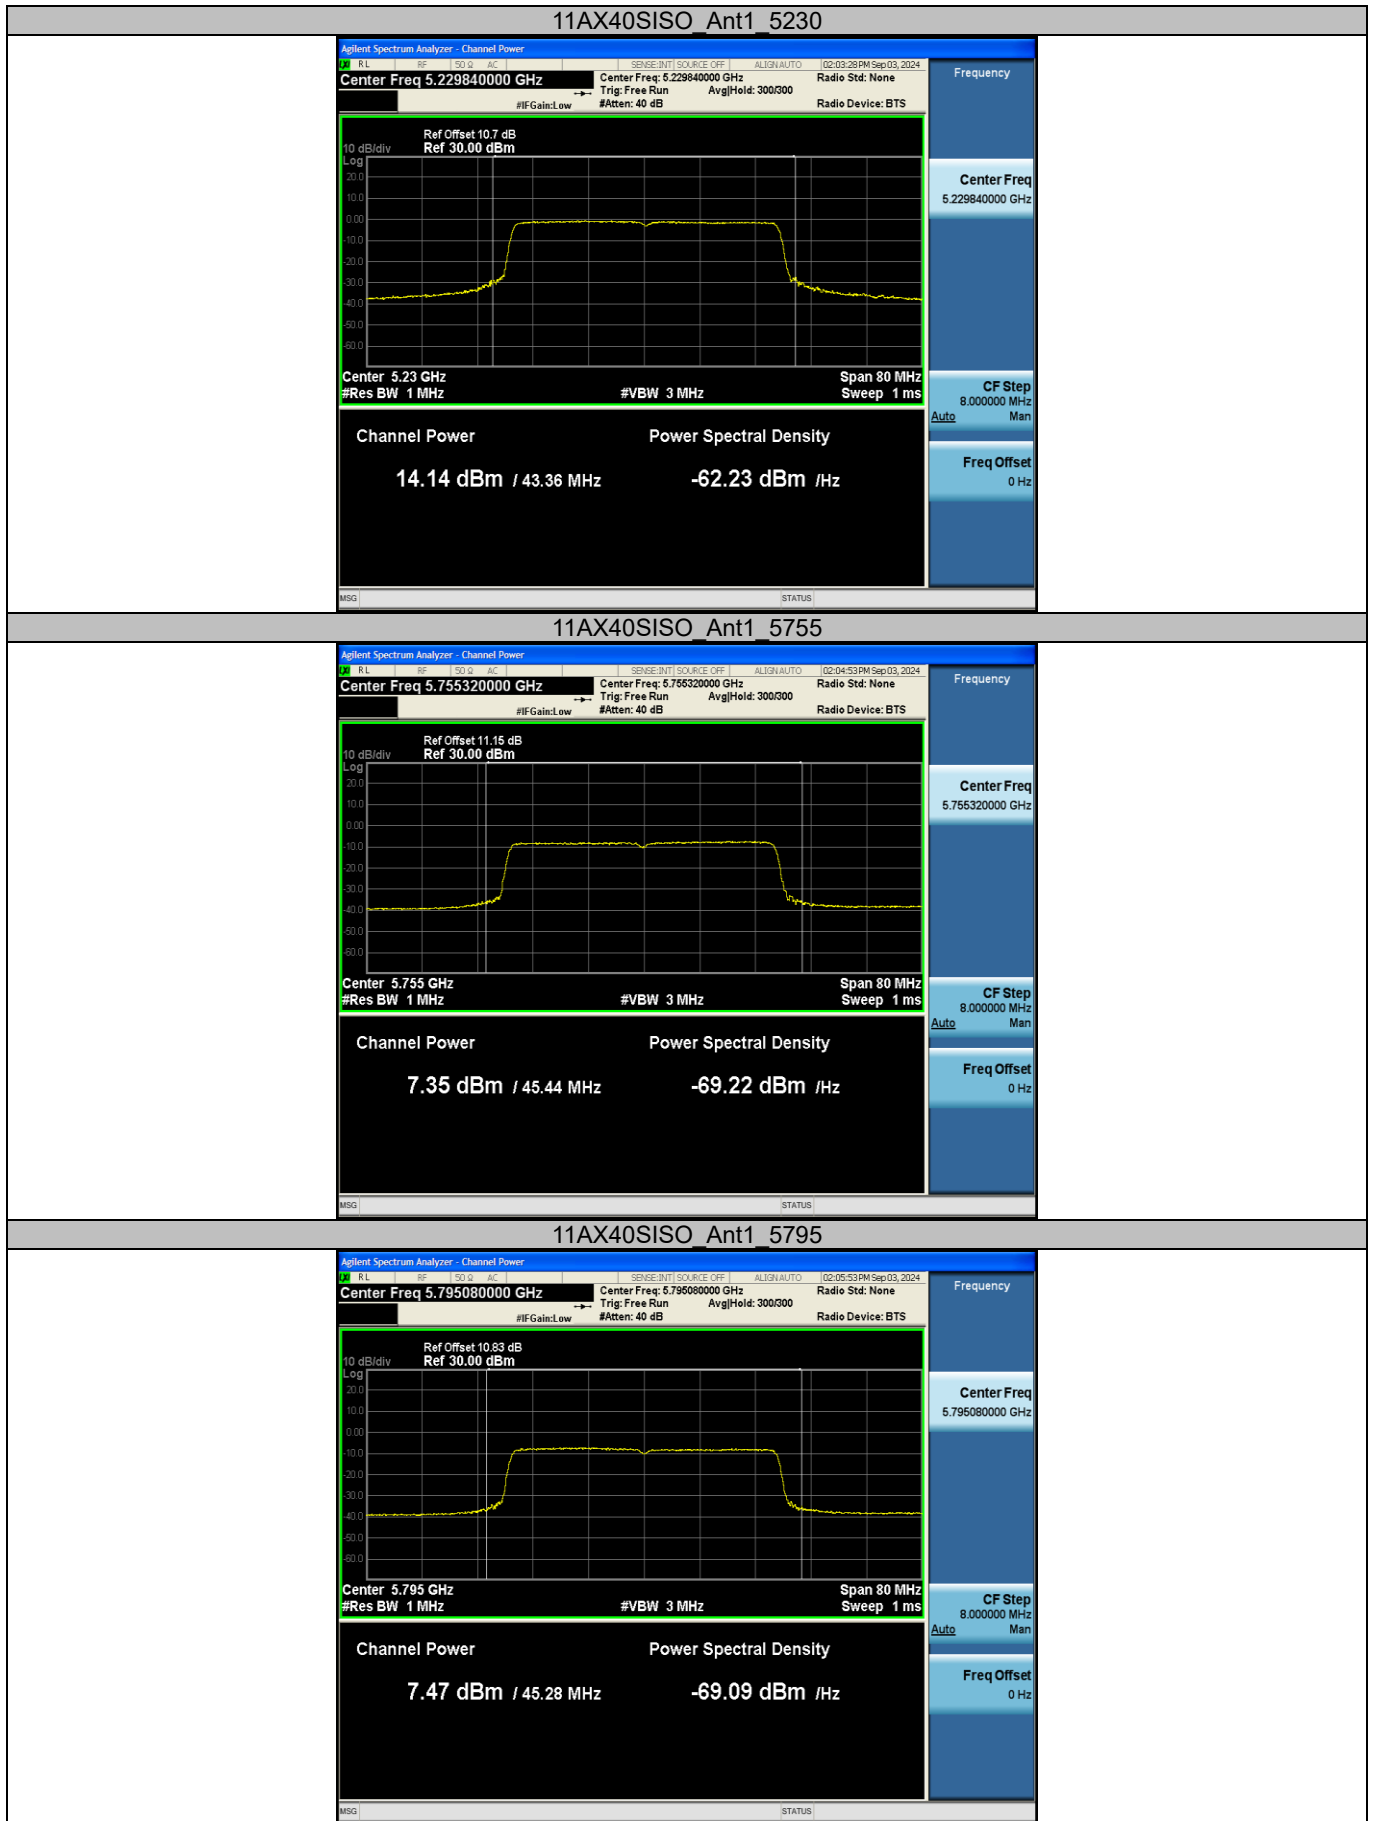 11AX40SISO_Ant1_5230
Agilent Spectrum Analyzer - Channel Power
LXI RL RF 50 Ω AC SENSE:INT SOURCE OFF ALIGN AUTO 02:03:28 PM Sep 03, 2024
Center Freq 5.229840000 GHz
Center Freq: 5.229840000 GHz
Radio Std: None
Trig: Free Run Avg|Hold: 300/300
#IFGain:Low #Atten: 40 dB
Radio Device: BTS
Frequency
Ref Offset 10.7 dB
10 dB/div Ref 30.00 dBm
Log
20.0
10.0
0.00
-10.0
-20.0
-30.0
-40.0
-50.0
-60.0
Center 5.23 GHz Span 80 MHz
#Res BW 1 MHz #VBW 3 MHz Sweep 1 ms
Channel Power Power Spectral Density
14.14 dBm / 43.36 MHz -62.23 dBm /Hz
Center Freq
5.229840000 GHz
CF Step
8.000000 MHz
Auto Man
Freq Offset
0 Hz
MSG STATUS
11AX40SISO_Ant1_5755
Agilent Spectrum Analyzer - Channel Power
LXI RL RF 50 Ω AC SENSE:INT SOURCE OFF ALIGN AUTO 02:04:53 PM Sep 03, 2024
Center Freq 5.755320000 GHz
Center Freq: 5.755320000 GHz
Radio Std: None
Trig: Free Run Avg|Hold: 300/300
#IFGain:Low #Atten: 40 dB
Radio Device: BTS
Frequency
Ref Offset 11.15 dB
10 dB/div Ref 30.00 dBm
Log
20.0
10.0
0.00
-10.0
-20.0
-30.0
-40.0
-50.0
-60.0
Center 5.755 GHz Span 80 MHz
#Res BW 1 MHz #VBW 3 MHz Sweep 1 ms
Channel Power Power Spectral Density
7.35 dBm / 45.44 MHz -69.22 dBm /Hz
Center Freq
5.755320000 GHz
CF Step
8.000000 MHz
Auto Man
Freq Offset
0 Hz
MSG STATUS
11AX40SISO_Ant1_5795
Agilent Spectrum Analyzer - Channel Power
LXI RL RF 50 Ω AC SENSE:INT SOURCE OFF ALIGN AUTO 02:05:53 PM Sep 03, 2024
Center Freq 5.795080000 GHz
Center Freq: 5.795080000 GHz
Radio Std: None
Trig: Free Run Avg|Hold: 300/300
#IFGain:Low #Atten: 40 dB
Radio Device: BTS
Frequency
Ref Offset 10.83 dB
10 dB/div Ref 30.00 dBm
Log
20.0
10.0
0.00
-10.0
-20.0
-30.0
-40.0
-50.0
-60.0
Center 5.795 GHz Span 80 MHz
#Res BW 1 MHz #VBW 3 MHz Sweep 1 ms
Channel Power Power Spectral Density
7.47 dBm / 45.28 MHz -69.09 dBm /Hz
Center Freq
5.795080000 GHz
CF Step
8.000000 MHz
Auto Man
Freq Offset
0 Hz
MSG STATUS